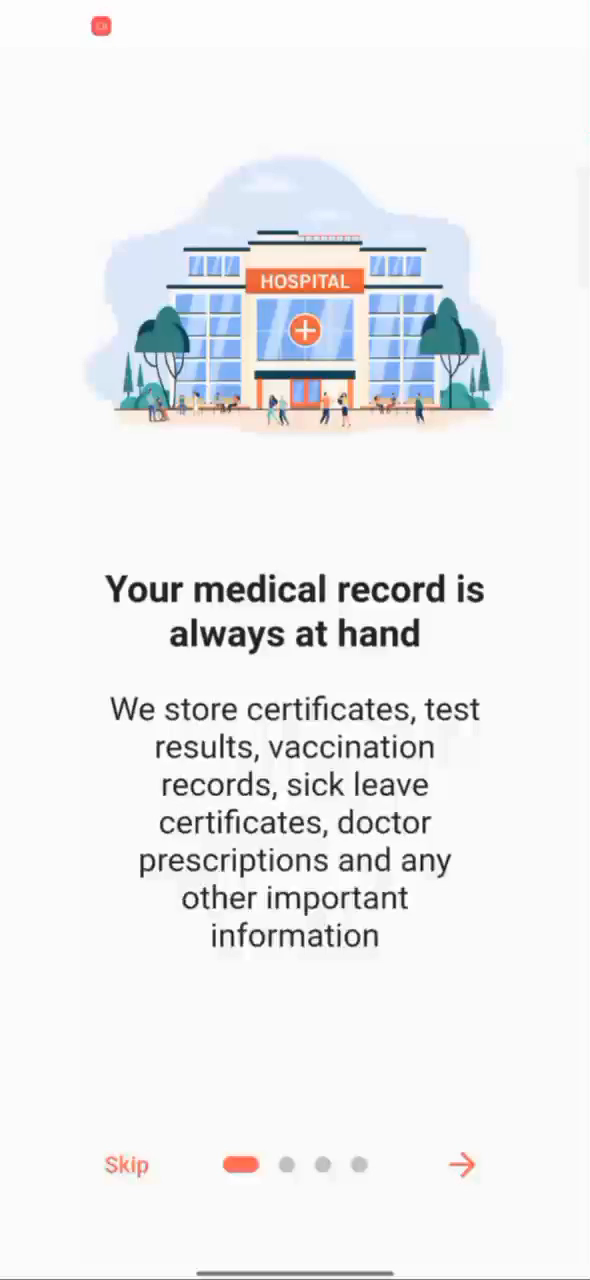 HOSPITAL
Your medical record is
always at hand
We store certificates, test
results, vaccination
records, sick leave
certificates, doctor
prescriptions and any
other important
information
Skip